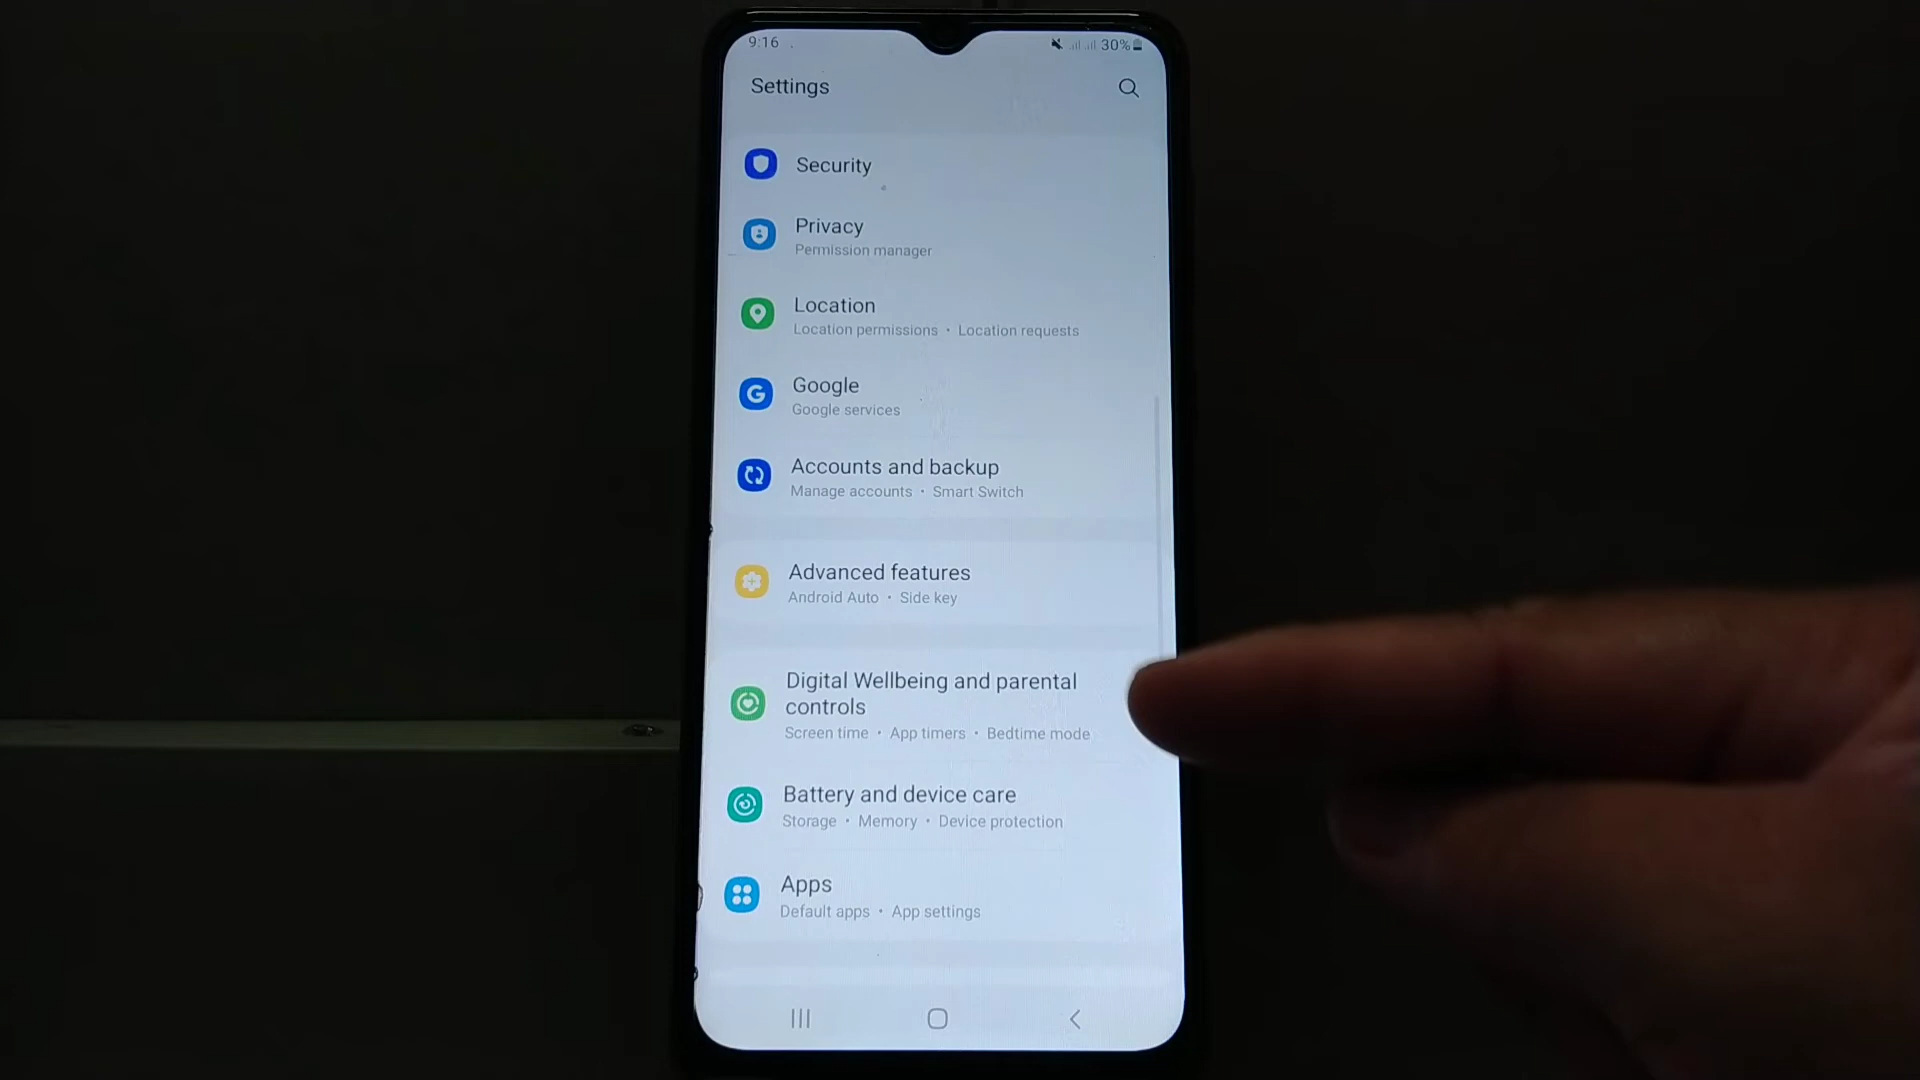 9:16
30%
Settings
Security
Privacy
Permission manager
Location
Location permissions • Location requests
Google
Google services
Accounts and backup
Manage accounts • Smart Switch
Advanced features
Android Auto • Side key
Digital Wellbeing and parental
controls
Screen time • App timers • Bedtime mode
Battery and device care
Storage • Memory • Device protection
Apps
Default apps • App settings